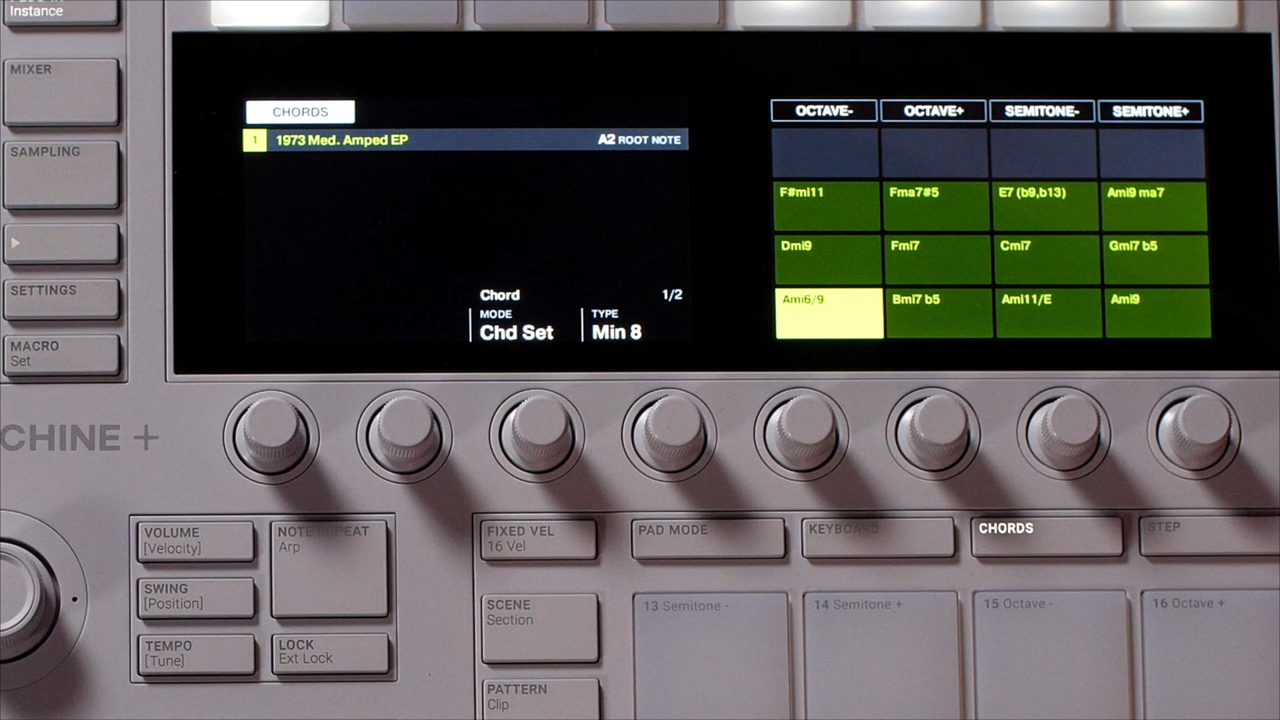 Instance
MIXER
SAMPLING
SETTINGS
MACRO
Set
CHORDS
1 1973 Med. Amped EP A2 ROOT NOTE
Chord 1/2
MODE TYPE
Chd Set Min 8
OCTAVE- OCTAVE+ SEMITONE- SEMITONE+
F#mi11 Fma7#5 E7 (b9,b13) Ami9 ma7
Dmi9 Fmi7 Cmi7 Gmi7 b5
Ami6/9 Bmi7 b5 Ami11/E Ami9
CHINE +
VOLUME
[Velocity]
NOTE REPEAT
Arp
SWING
[Position]
TEMPO
[Tune]
LOCK
Ext Lock
FIXED VEL
16 Vel
PAD MODE
KEYBOARD
CHORDS
STEP
SCENE
Section
PATTERN
Clip
13 Semitone -
14 Semitone +
15 Octave -
16 Octave +